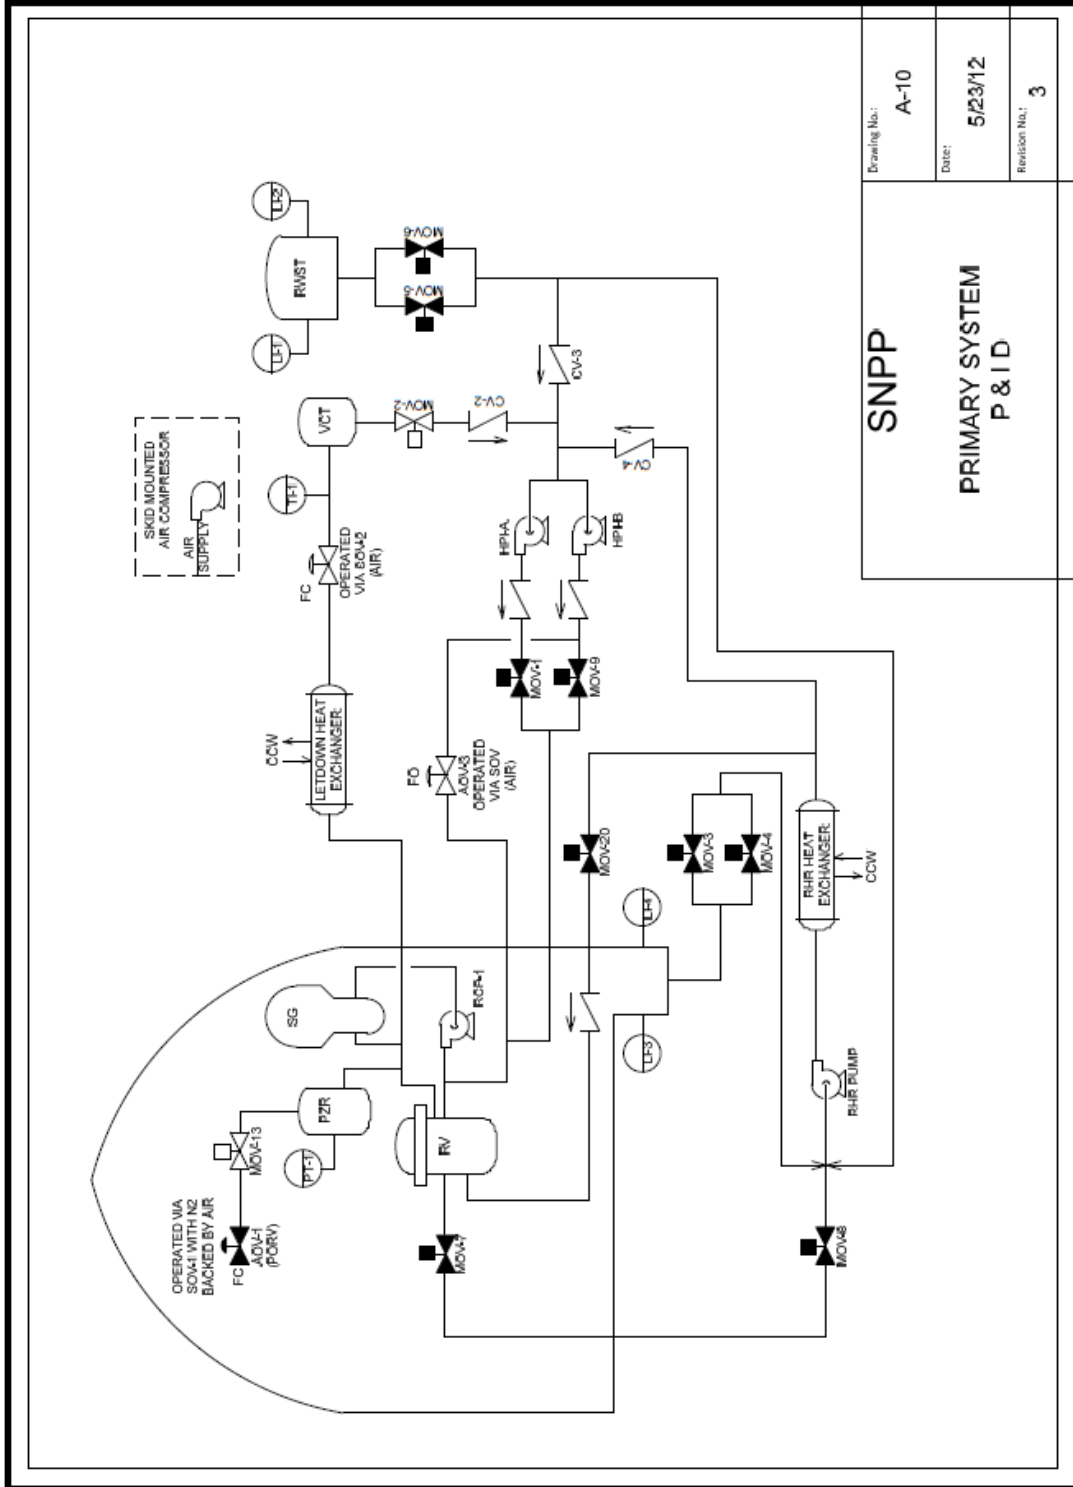 SNPP
PRIMARY SYSTEM
P & I D
Drawing No.:
A-10
Date:
5/23/12
Revision No.:
3
OPERATED VIA
SOV-1 WITH N2
BACKED BY AIR
FC
AOV-1
(PORV)
MOV-13
PT-1
PZR
SG
RV
RCP-1
MOV-7
CCW
LETDOWN HEAT
EXCHANGER
FC
OPERATED
VIA SOV-2
(AIR)
TI-1
VCT
SKID MOUNTED
AIR COMPRESSOR
AIR
SUPPLY
LI-1
LI-2
RWST
MOV-5
MOV-6
MOV-2
CV-2
CV-3
CV-4
HPI-A
HPI-B
MOV-1
MOV-9
FO
AOV-3
OPERATED
VIA SOV
(AIR)
MOV-20
LI-3
LI-4
MOV-3
MOV-4
RHR HEAT
EXCHANGER
CCW
RHR PUMP
MOV-8